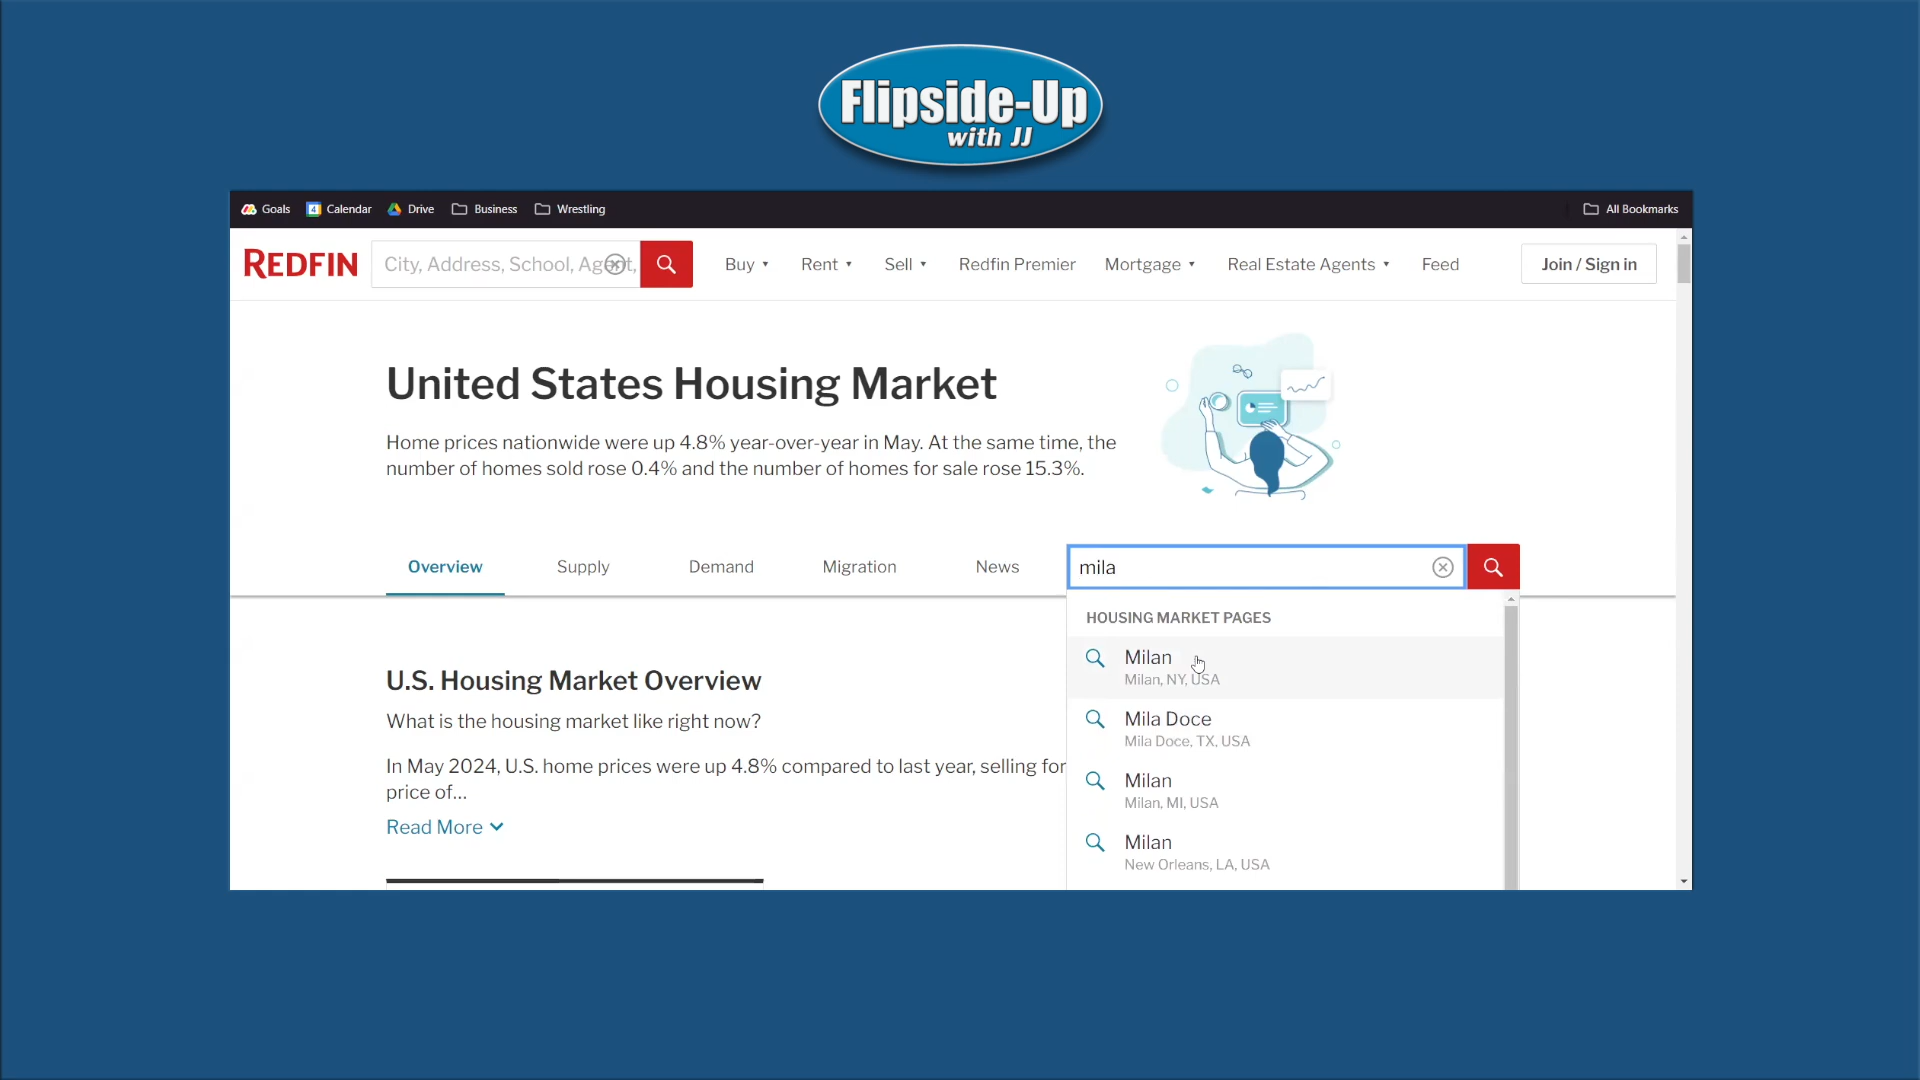 Flipside-Up
with JJ
Goals
4
Calendar
Drive
Business
Wrestling
All Bookmarks
REDFIN
City, Address, School, Agent,
Buy
Rent
Sell
Redfin Premier
Mortgage
Real Estate Agents
Feed
Join / Sign in
United States Housing Market
Home prices nationwide were up 4.8% year-over-year in May. At the same time, the
number of homes sold rose 0.4% and the number of homes for sale rose 15.3%.
Overview
Supply
Demand
Migration
News
mila
HOUSING MARKET PAGES
Milan
Milan, NY, USA
Mila Doce
Mila Doce, TX, USA
Milan
Milan, MI, USA
Milan
New Orleans, LA, USA
U.S. Housing Market Overview
What is the housing market like right now?
In May 2024, U.S. home prices were up 4.8% compared to last year, selling for
price of...
Read More